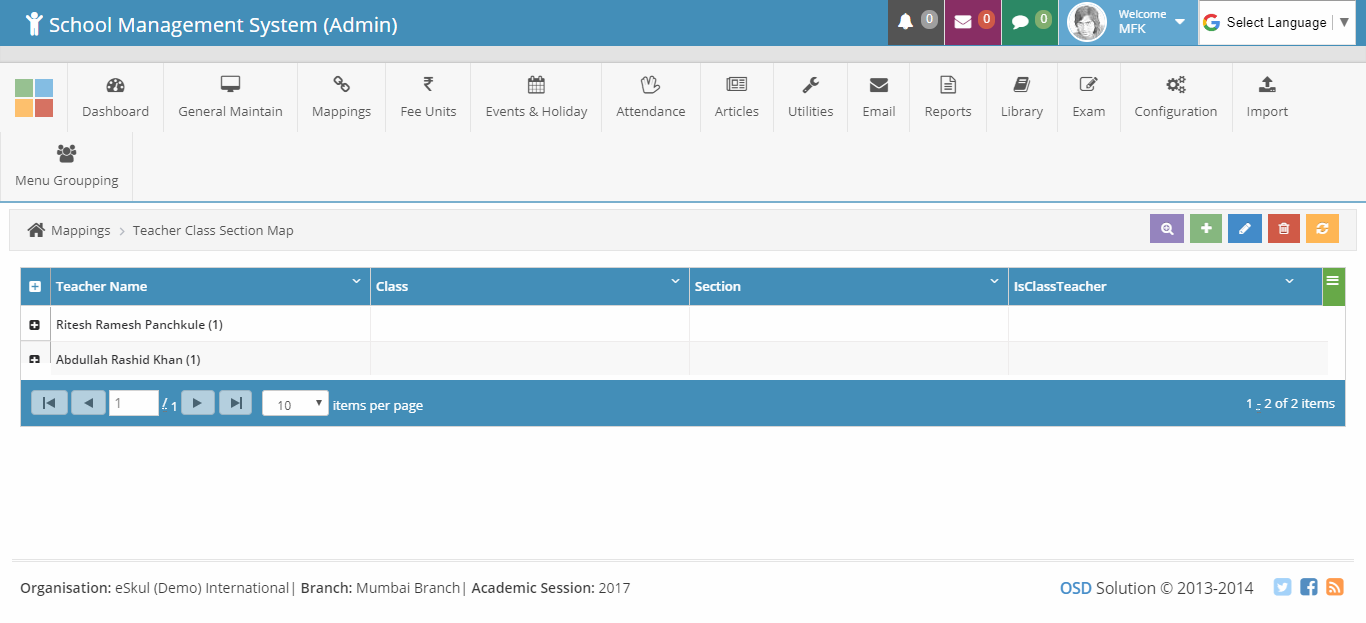 School Management System (Admin)
0
0
0
Welcome
MFK
Select Language ▼
Dashboard
General Maintain
Mappings
Fee Units
Events & Holiday
Attendance
Articles
Utilities
Email
Reports
Library
Exam
Configuration
Import
Menu Groupping
Mappings > Teacher Class Section Map
Teacher Name
Class
Section
IsClassTeacher
Ritesh Ramesh Panchkule (1)
Abdullah Rashid Khan (1)
1 / 1
10 items per page
1 - 2 of 2 items
Organisation: eSkul (Demo) International| Branch: Mumbai Branch| Academic Session: 2017
OSD Solution © 2013-2014